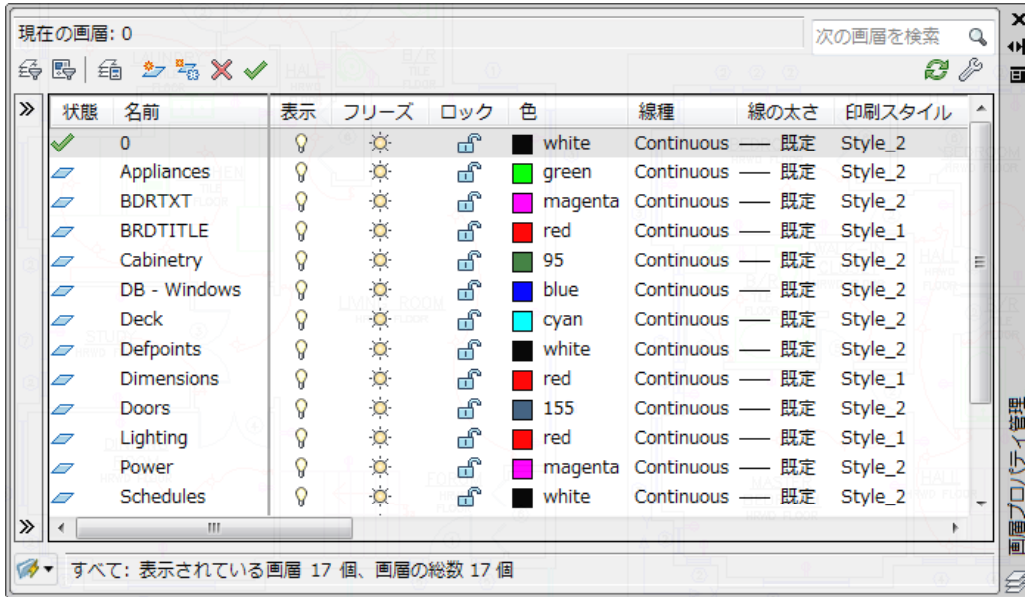 現在の画層: 0
次の画層を検索
状態 名前 表示 フリーズ ロック 色 線種 線の太さ 印刷スタイル
0 white Continuous 既定 Style_2
Appliances green Continuous 既定 Style_2
BDRTXT magenta Continuous 既定 Style_2
BRDTITLE red Continuous 既定 Style_1
Cabinetry 95 Continuous 既定 Style_2
DB - Windows blue Continuous 既定 Style_2
Deck cyan Continuous 既定 Style_2
Defpoints white Continuous 既定 Style_2
Dimensions red Continuous 既定 Style_1
Doors 155 Continuous 既定 Style_2
Lighting red Continuous 既定 Style_1
Power magenta Continuous 既定 Style_2
Schedules white Continuous 既定 Style_2
すべて: 表示されている画層 17 個、画層の総数 17 個
画層プロパティ管理